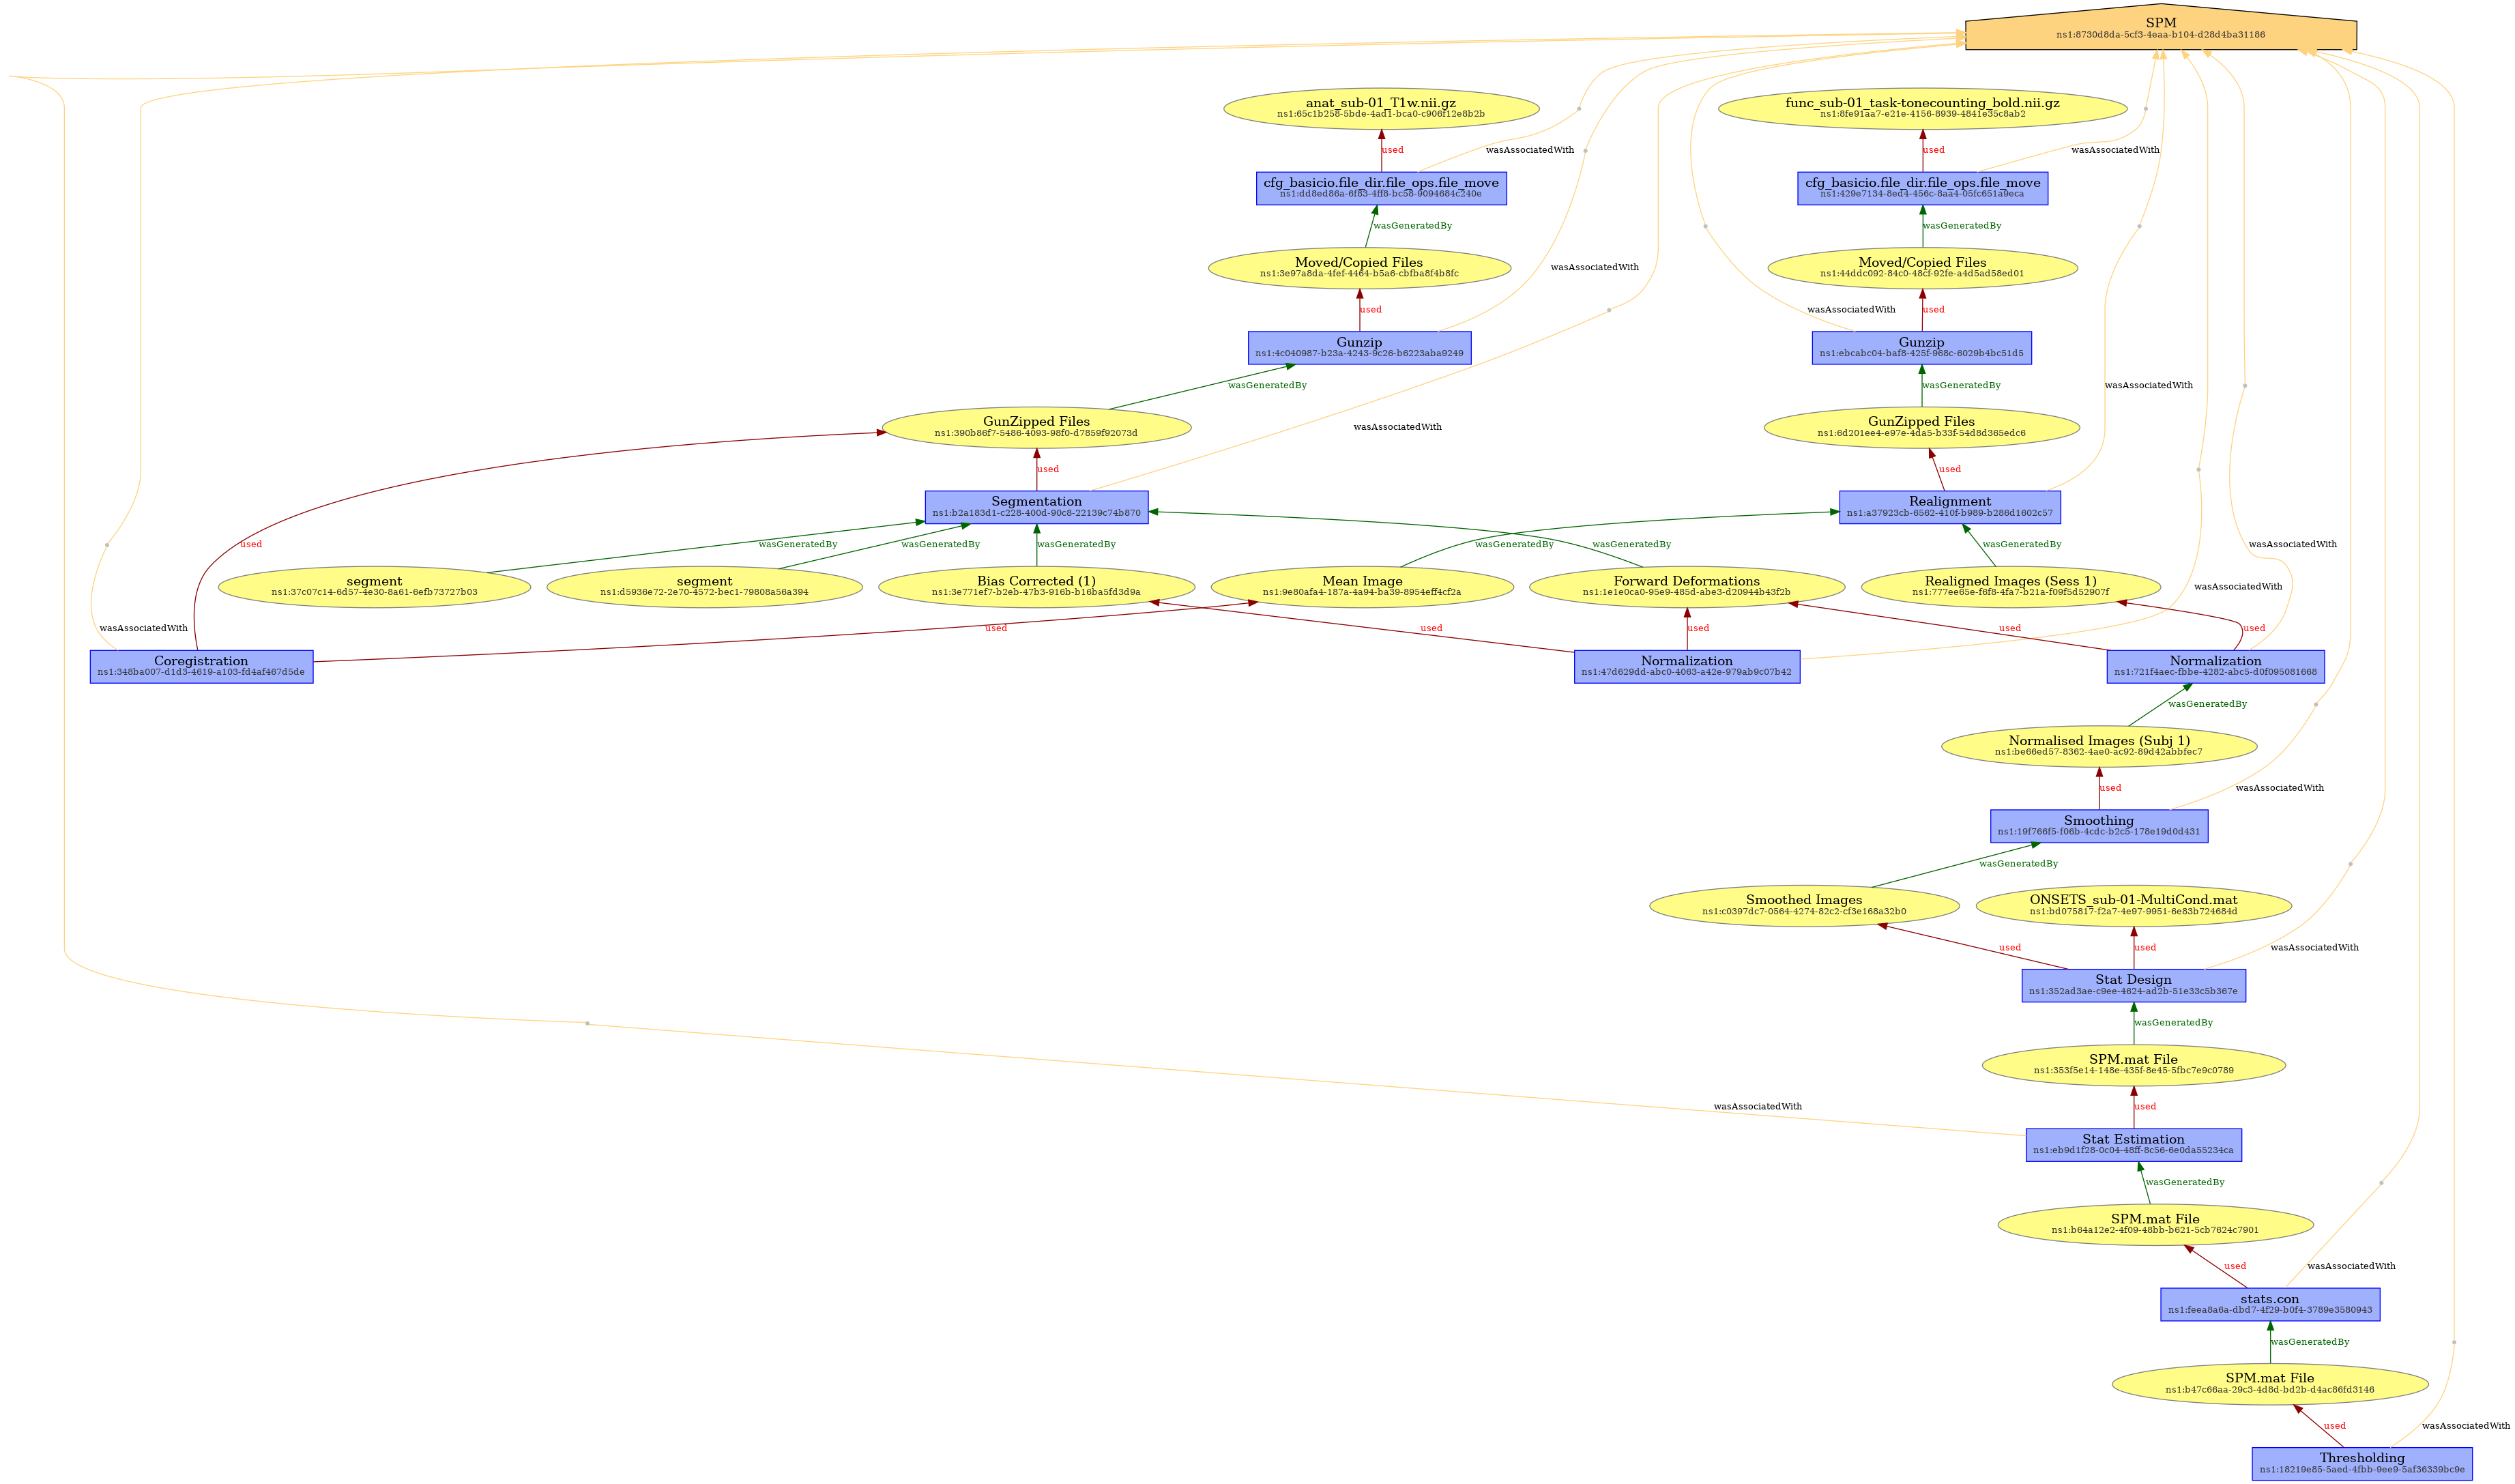 SPM
ns1:8730d8da-5cf3-4eaa-b104-d28d4ba31186
anat_sub-01_T1w.nii.gz
ns1:65c1b258-5bde-4ad1-bca0-c906f12e8b2b
func_sub-01_task-tonecounting_bold.nii.gz
ns1:8fe91aa7-e21e-4156-8939-4841e35c8ab2
used
wasAssociatedWith
used
wasAssociatedWith
cfg_basicio.file_dir.file_ops.file_move
ns1:dd8ed86a-6f83-4ff8-bc58-9094684c240e
cfg_basicio.file_dir.file_ops.file_move
ns1:429e7134-8ed4-456c-8aa4-05fc651a9eca
wasGeneratedBy
wasGeneratedBy
Moved/Copied Files
ns1:3e97a8da-4fef-4464-b5a6-cbfba8f4b8fc
wasAssociatedWith
Moved/Copied Files
ns1:44ddc092-84c0-48cf-92fe-a4d5ad58ed01
used
wasAssociatedWith
used
Gunzip
ns1:4c040987-b23a-4243-9c26-b6223aba9249
Gunzip
ns1:ebcabc04-baf8-425f-968c-6029b4bc51d5
wasGeneratedBy
wasGeneratedBy
wasAssociatedWith
GunZipped Files
ns1:390b86f7-5486-4093-98f0-d7859f92073d
wasAssociatedWith
GunZipped Files
ns1:6d201ee4-e97e-4da5-b33f-54d8d365edc6
used
used
Segmentation
ns1:b2a183d1-c228-400d-90c8-22139c74b870
Realignment
ns1:a37923cb-6562-410f-b989-b286d1602c57
used
wasGeneratedBy
wasGeneratedBy
wasGeneratedBy
wasGeneratedBy
wasGeneratedBy
wasGeneratedBy
wasAssociatedWith
segment
ns1:37c07c14-6d57-4e30-8a61-6efb73727b03
segment
ns1:d5936e72-2e70-4572-bec1-79808a56a394
Bias Corrected (1)
ns1:3e771ef7-b2eb-47b3-916b-b16ba5fd3d9a
Mean Image
ns1:9e80afa4-187a-4a94-ba39-8954eff4cf2a
Forward Deformations
ns1:1e1e0ca0-95e9-485d-abe3-d20944b43f2b
Realigned Images (Sess 1)
ns1:777ee65e-f6f8-4fa7-b21a-f09f5d52907f
wasAssociatedWith
wasAssociatedWith
used
used
used
used
used
Coregistration
ns1:348ba007-d1d3-4619-a103-fd4af467d5de
Normalization
ns1:47d629dd-abc0-4063-a42e-979ab9c07b42
Normalization
ns1:721f4aec-fbbe-4282-abc5-d0f095081668
wasGeneratedBy
Normalised Images (Subj 1)
ns1:be66ed57-8362-4ae0-ac92-89d42abbfec7
used
wasAssociatedWith
Smoothing
ns1:19f766f5-f06b-4cdc-b2c5-178e19d0d431
wasGeneratedBy
Smoothed Images
ns1:c0397dc7-0564-4274-82c2-cf3e168a32b0
ONSETS_sub-01-MultiCond.mat
ns1:bd075817-f2a7-4e97-9951-6e83b724684d
used
used
wasAssociatedWith
Stat Design
ns1:352ad3ae-c9ee-4624-ad2b-51e33c5b367e
wasGeneratedBy
SPM.mat File
ns1:353f5e14-148e-435f-8e45-5fbc7e9c0789
wasAssociatedWith
used
Stat Estimation
ns1:eb9d1f28-0c04-48ff-8c56-6e0da55234ca
wasGeneratedBy
SPM.mat File
ns1:b64a12e2-4f09-48bb-b621-5cb7624c7901
used
wasAssociatedWith
stats.con
ns1:feea8a6a-dbd7-4f29-b0f4-3789e3580943
wasGeneratedBy
SPM.mat File
ns1:b47c66aa-29c3-4d8d-bd2b-d4ac86fd3146
used
wasAssociatedWith
Thresholding
ns1:18219e85-5aed-4fbb-9ee9-5af36339bc9e